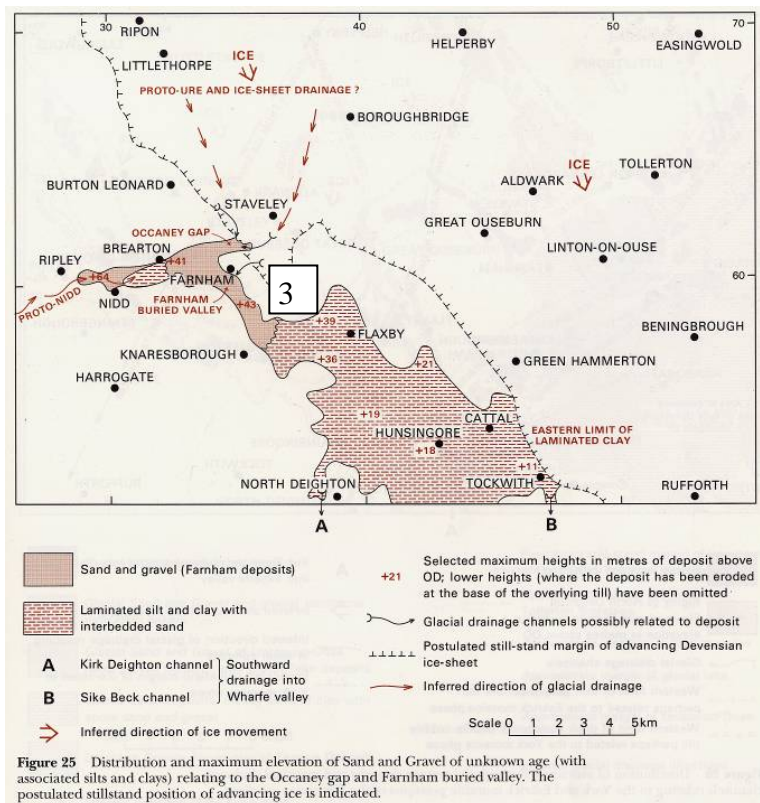 30
40
50
70
RIPON
HELPERBY
EASINGWOLD
LITTLETHORPE
ICE
PROTO-URE AND ICE-SHEET DRAINAGE ?
BOROUGHBRIDGE
ICE
TOLLERTON
BURTON LEONARD
ALDWARK
STAVELEY
GREAT OUSEBURN
OCCANEY GAP
LINTON-ON-OUSE
BREARTON
RIPLEY
+41
60
+64
FARNHAM
3
NIDD
PROTO-NIDD
FARNHAM
BURIED VALLEY
+43
+39
FLAXBY
BENINGBROUGH
KNARESBOROUGH
+36
+21
GREEN HAMMERTON
HARROGATE
+19
CATTAL
EASTERN LIMIT OF
LAMINATED CLAY
HUNSINGORE
+18
+11
NORTH DEIGHTON
TOCKWITH
RUFFORTH
A
B
Sand and gravel (Farnham deposits)
Laminated silt and clay with
interbedded sand
A Kirk Deighton channel
B Sike Beck channel
Southward
drainage into
Wharfe valley
Inferred direction of ice movement
+21
Selected maximum heights in metres of deposit above
OD; lower heights (where the deposit has been eroded
at the base of the overlying till) have been omitted
Glacial drainage channels possibly related to deposit
Postulated still-stand margin of advancing Devensian
ice-sheet
Inferred direction of glacial drainage
Scale 0 1 2 3 4 5km
Figure 25 Distribution and maximum elevation of Sand and Gravel of unknown age (with
associated silts and clays) relating to the Occaney gap and Farnham buried valley. The
postulated stillstand position of advancing ice is indicated.